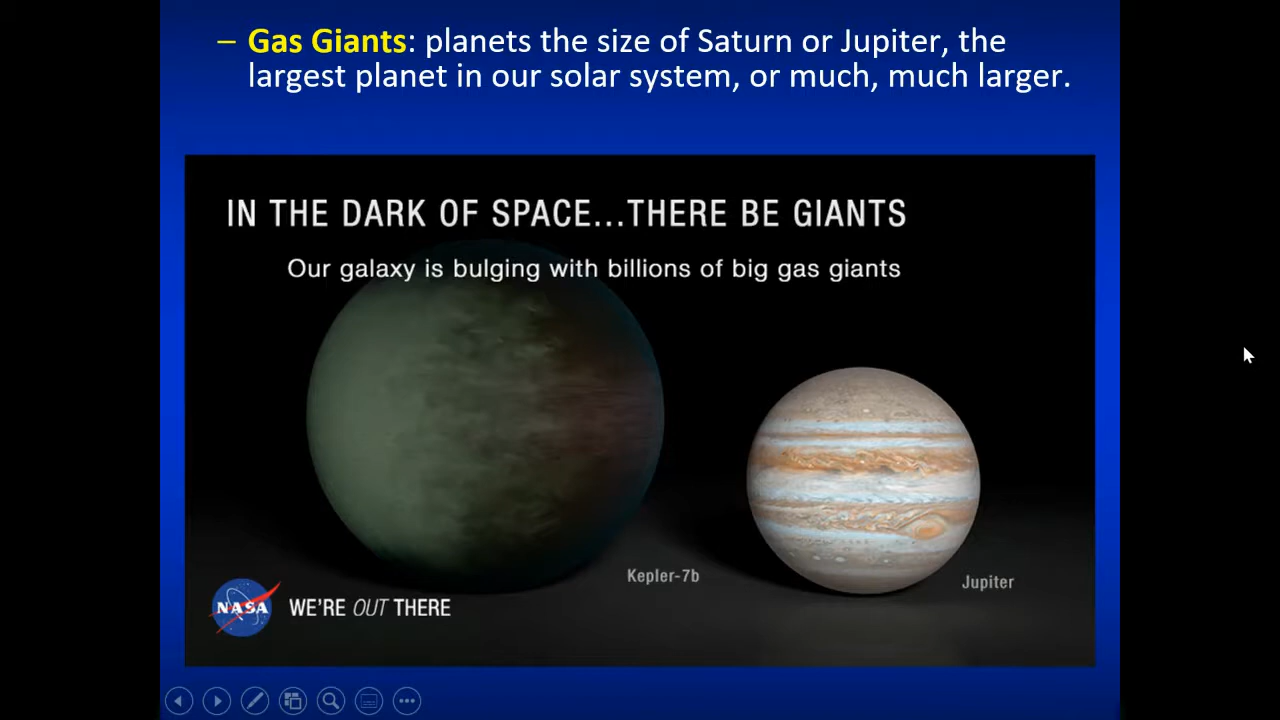 – Gas Giants: planets the size of Saturn or Jupiter, the
largest planet in our solar system, or much, much larger.
IN THE DARK OF SPACE...THERE BE GIANTS
Our galaxy is bulging with billions of big gas giants
Kepler-7b
Jupiter
NASA
WE'RE OUT THERE